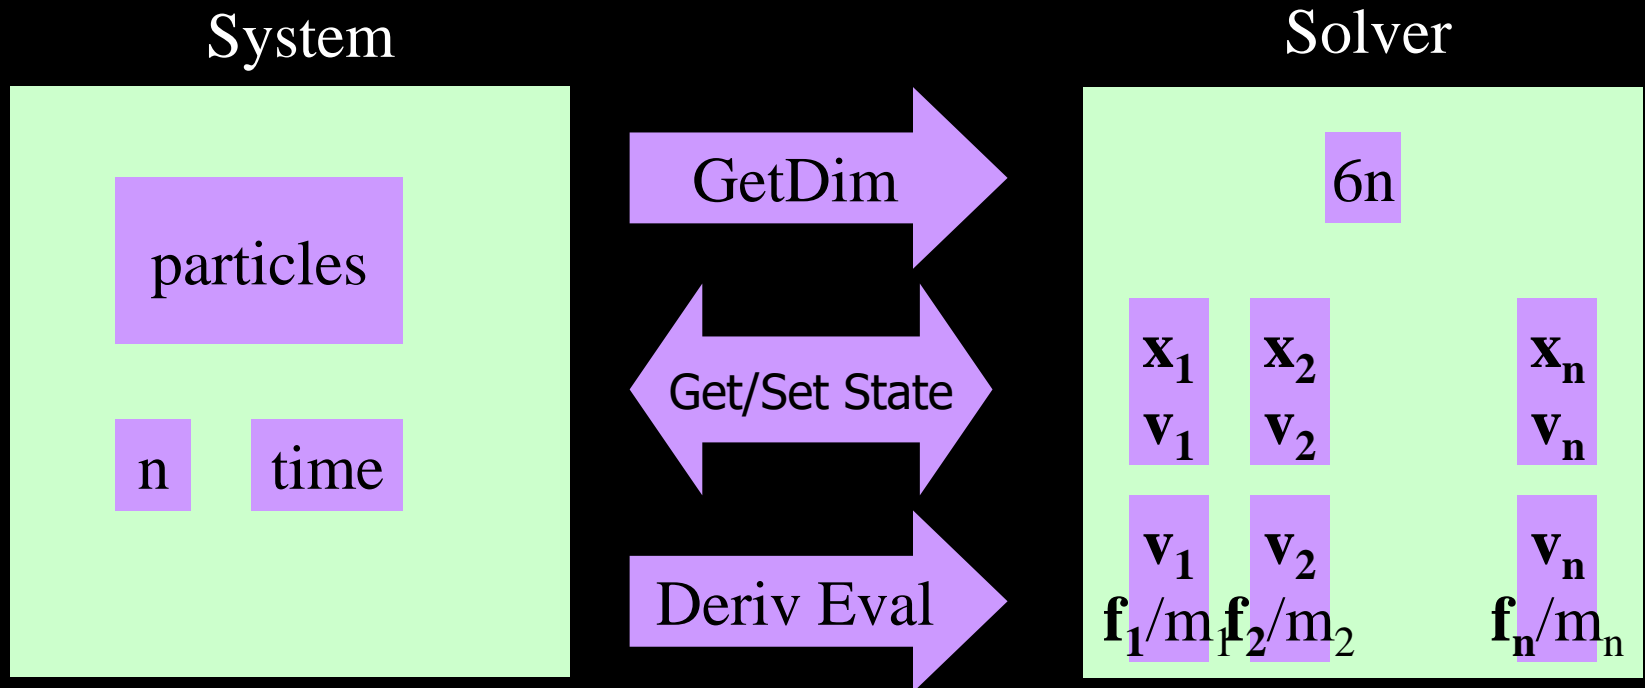 System
Solver
particles
n
time
GetDim
Get/Set State
Deriv Eval
6n
x₁ x₂ xₙ
v₁ v₂ vₙ
v₁ v₂ vₙ
f₁/m₁ f₂/m₂ fₙ/mₙ